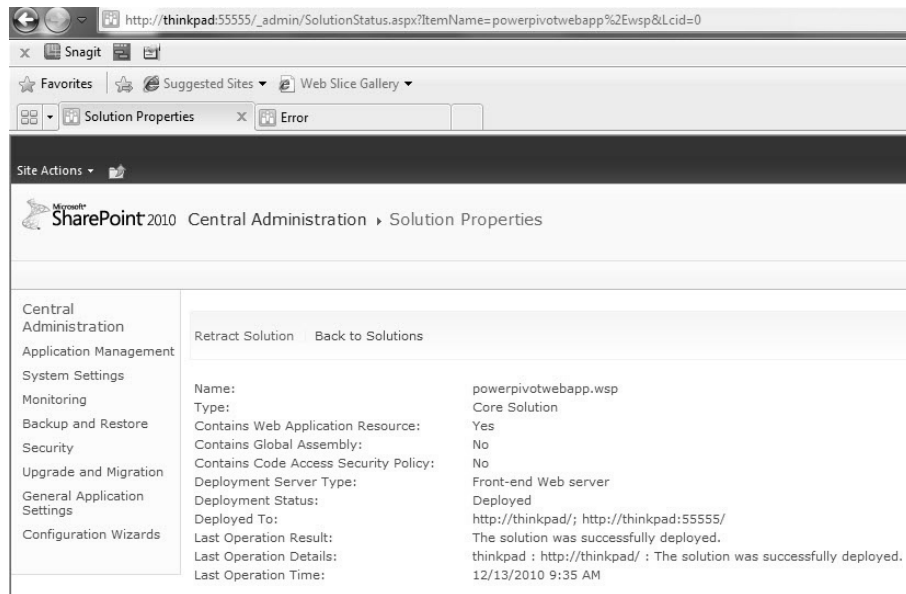 http://thinkpad:55555/_admin/SolutionStatus.aspx?ItemName=powerpivotwebapp%2Ewsp&Lcid=0
x Snagit
Favorites Suggested Sites Web Slice Gallery
Solution Properties X Error
Site Actions
Microsoft SharePoint 2010 Central Administration Solution Properties
Central Administration
Application Management
System Settings
Monitoring
Backup and Restore
Security
Upgrade and Migration
General Application Settings
Configuration Wizards
Retract Solution Back to Solutions
Name: powerpivotwebapp.wsp
Type: Core Solution
Contains Web Application Resource: Yes
Contains Global Assembly: No
Contains Code Access Security Policy: No
Deployment Server Type: Front-end Web server
Deployment Status: Deployed
Deployed To: http://thinkpad/; http://thinkpad:55555/
Last Operation Result: The solution was successfully deployed.
Last Operation Details: thinkpad : http://thinkpad/ : The solution was successfully deployed.
Last Operation Time: 12/13/2010 9:35 AM